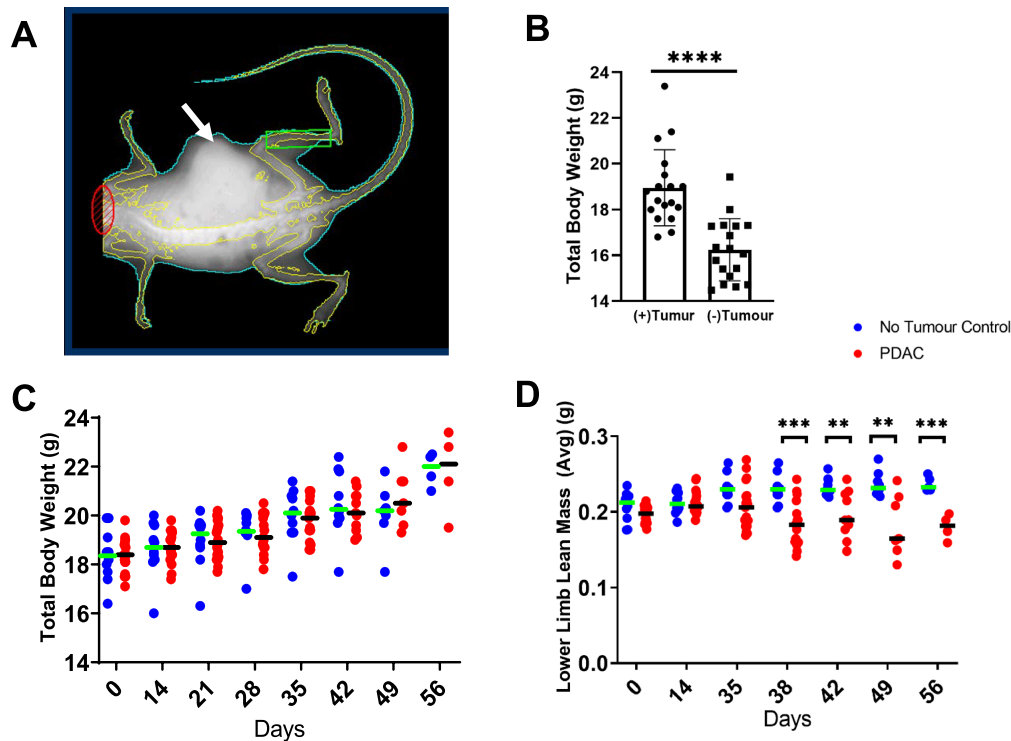 A
B
****
Total Body Weight (g)
24
22
20
18
16
14
(+)Tumur
(-)Tumour
No Tumour Control
PDAC
C
Total Body Weight (g)
24
22
20
18
16
14
0
14
21
28
35
42
49
56
Days
D
Lower Limb Lean Mass (Avg) (g)
***
**
**
***
0.3
0.2
0.1
0.0
0
14
35
38
42
49
56
Days